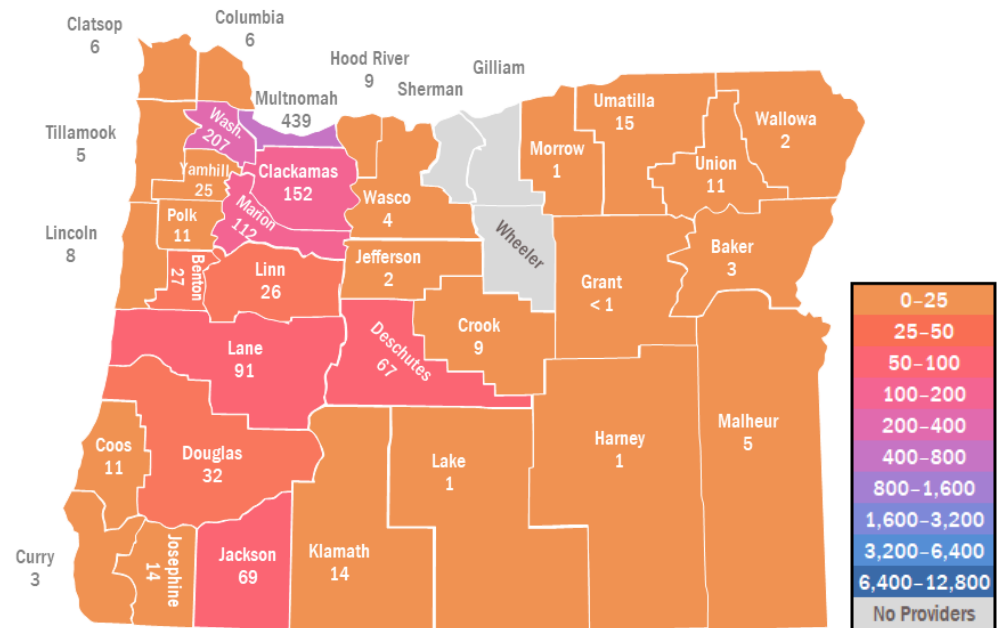 Clatsop
6
Columbia
6
Hood River
9
Sherman
Gilliam
Multnomah
439
Wash.
207
Tillamook
5
Yamhill
25
Clackamas
152
Marion
112
Polk
11
Lincoln
8
Benton
27
Linn
26
Wasco
4
Jefferson
2
Wheeler
Morrow
1
Umatilla
15
Union
11
Wallowa
2
Baker
3
Grant
< 1
Crook
9
Deschutes
67
Lane
91
Coos
11
Douglas
32
Curry
3
Josephine
14
Jackson
69
Klamath
14
Lake
1
Harney
1
Malheur
5
0–25
25–50
50–100
100–200
200–400
400–800
800–1,600
1,600–3,200
3,200–6,400
6,400–12,800
No Providers